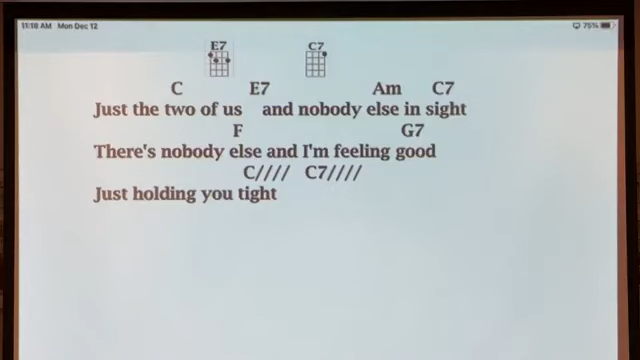 11:18 AM Mon Dec 12 75%
E7 C7
C E7 Am C7
Just the two of us and nobody else in sight
F G7
There's nobody else and I'm feeling good
C//// C7////
Just holding you tight